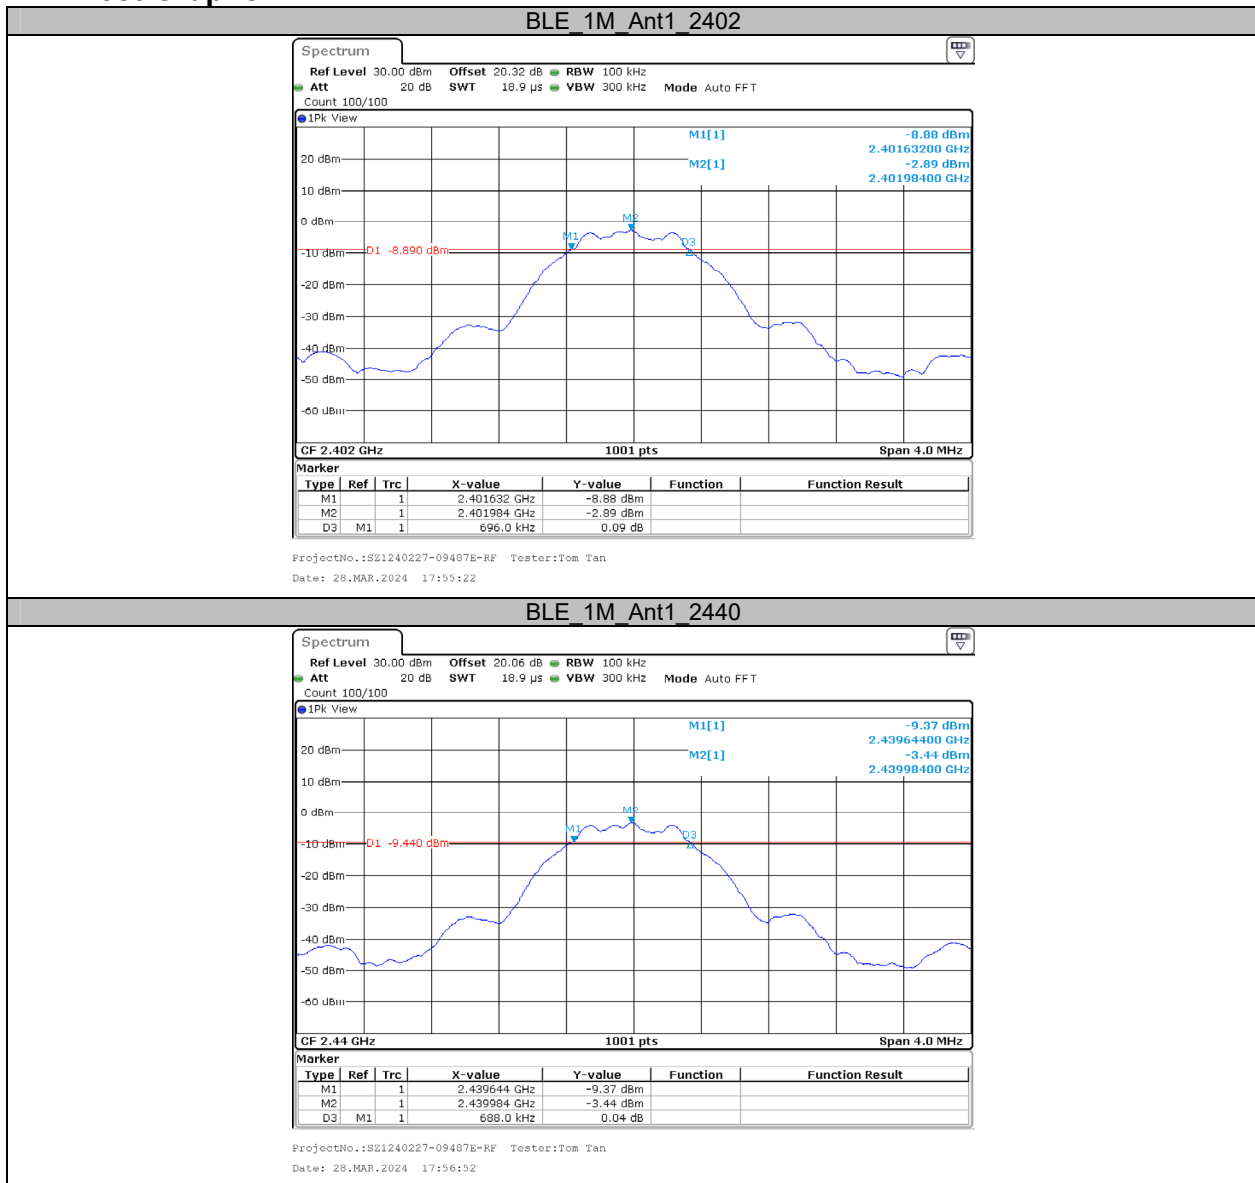 BLE_1M_Ant1_2402
Spectrum
Ref Level 30.00 dBm Offset 20.32 dB RBW 100 kHz
Att 20 dB SWT 18.9 µs VBW 300 kHz Mode Auto FFT
Count 100/100
1Pk View
M1[1] -8.88 dBm
2.40163200 GHz
20 dBm
M2[1] -2.89 dBm
2.40198400 GHz
10 dBm
0 dBm
M2
M1
D3
-10 dBm
D1 -8.890 dBm
-20 dBm
-30 dBm
-40 dBm
-50 dBm
-60 dBm
CF 2.402 GHz 1001 pts Span 4.0 MHz
Marker
Type Ref Trc X-value Y-value Function Function Result
M1 1 2.401632 GHz -8.88 dBm
M2 1 2.401984 GHz -2.89 dBm
D3 M1 1 696.0 kHz 0.09 dB
ProjectNo.:SZ1240227-09487E-RF Tester:Tom Tan
Date: 28.MAR.2024 17:55:22
BLE_1M_Ant1_2440
Spectrum
Ref Level 30.00 dBm Offset 20.06 dB RBW 100 kHz
Att 20 dB SWT 18.9 µs VBW 300 kHz Mode Auto FFT
Count 100/100
1Pk View
M1[1] -9.37 dBm
2.43964400 GHz
20 dBm
M2[1] -3.44 dBm
2.43998400 GHz
10 dBm
0 dBm
M2
M1
D3
-10 dBm
D1 -9.440 dBm
-20 dBm
-30 dBm
-40 dBm
-50 dBm
-60 dBm
CF 2.44 GHz 1001 pts Span 4.0 MHz
Marker
Type Ref Trc X-value Y-value Function Function Result
M1 1 2.439644 GHz -9.37 dBm
M2 1 2.439984 GHz -3.44 dBm
D3 M1 1 688.0 kHz 0.04 dB
ProjectNo.:SZ1240227-09487E-RF Tester:Tom Tan
Date: 28.MAR.2024 17:56:52